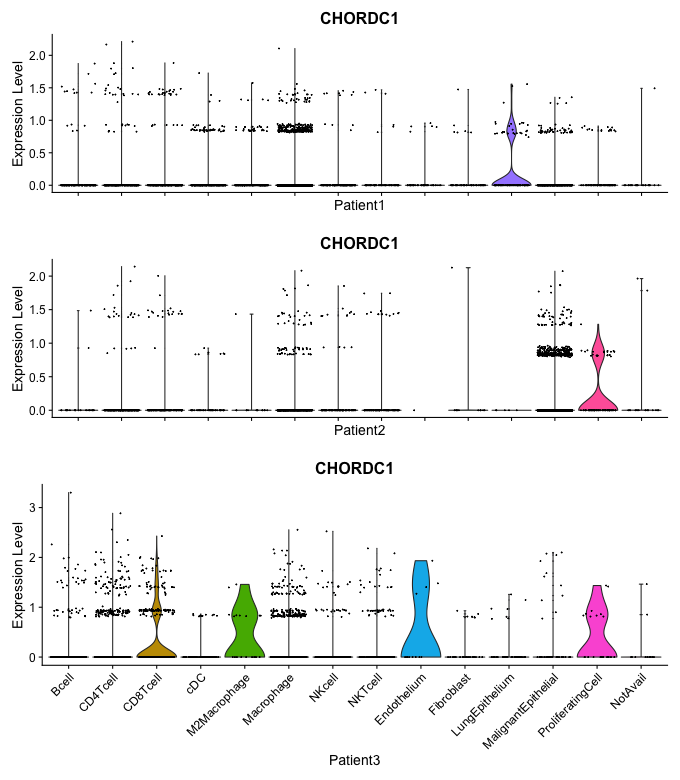 CHORDC1
Expression Level
2.0
1.5
1.0
0.5
0.0
Patient1
CHORDC1
Expression Level
2.0
1.5
1.0
0.5
0.0
Patient2
CHORDC1
Expression Level
3
2
1
0
Bcell
CD4Tcell
CD8Tcell
cDC
M2Macrophage
Macrophage
NKcell
NKTcell
Endothelium
Fibroblast
LungEpithelium
MalignantEpithelial
ProliferatingCell
NotAvail
Patient3